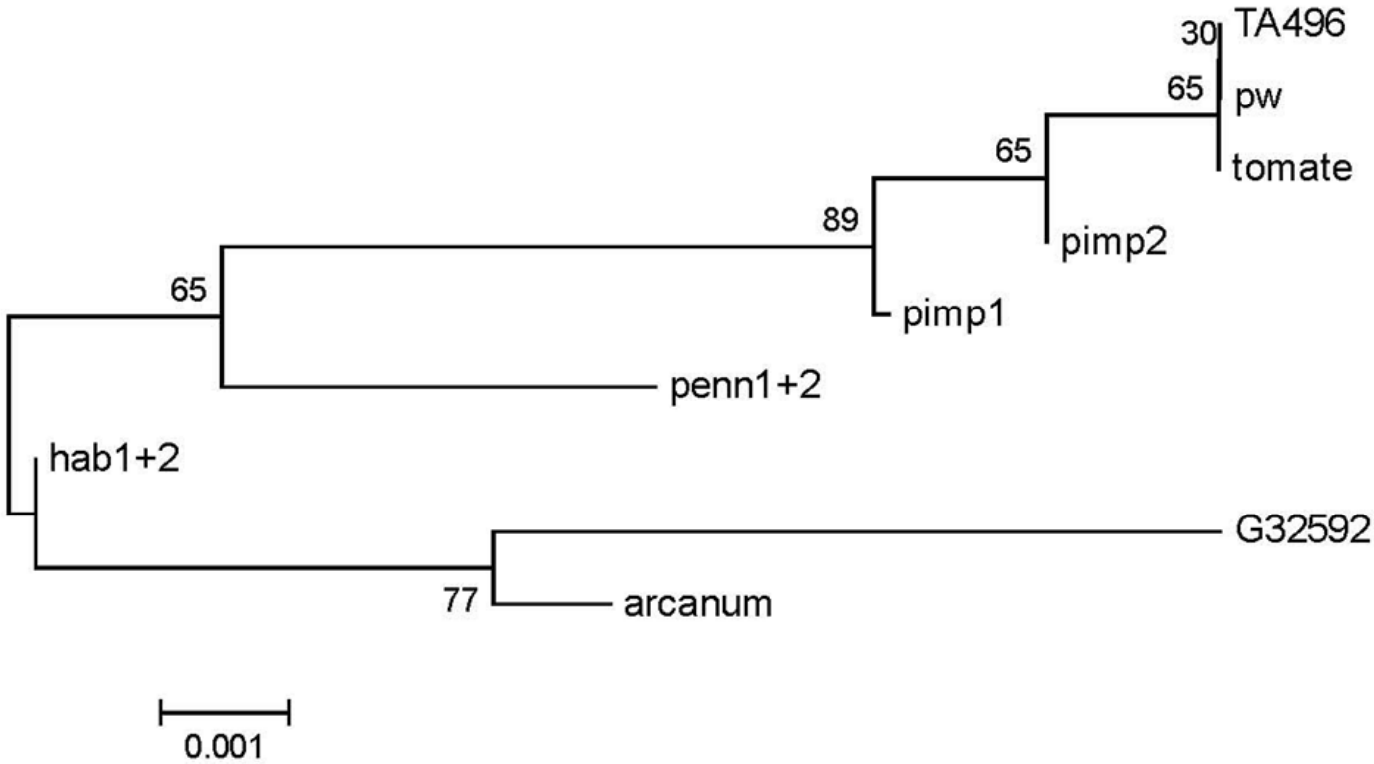 30 TA496
65 pw
65 tomate
89 pimp2
65 pimp1
penn1+2
hab1+2
G32592
77 arcanum
0.001